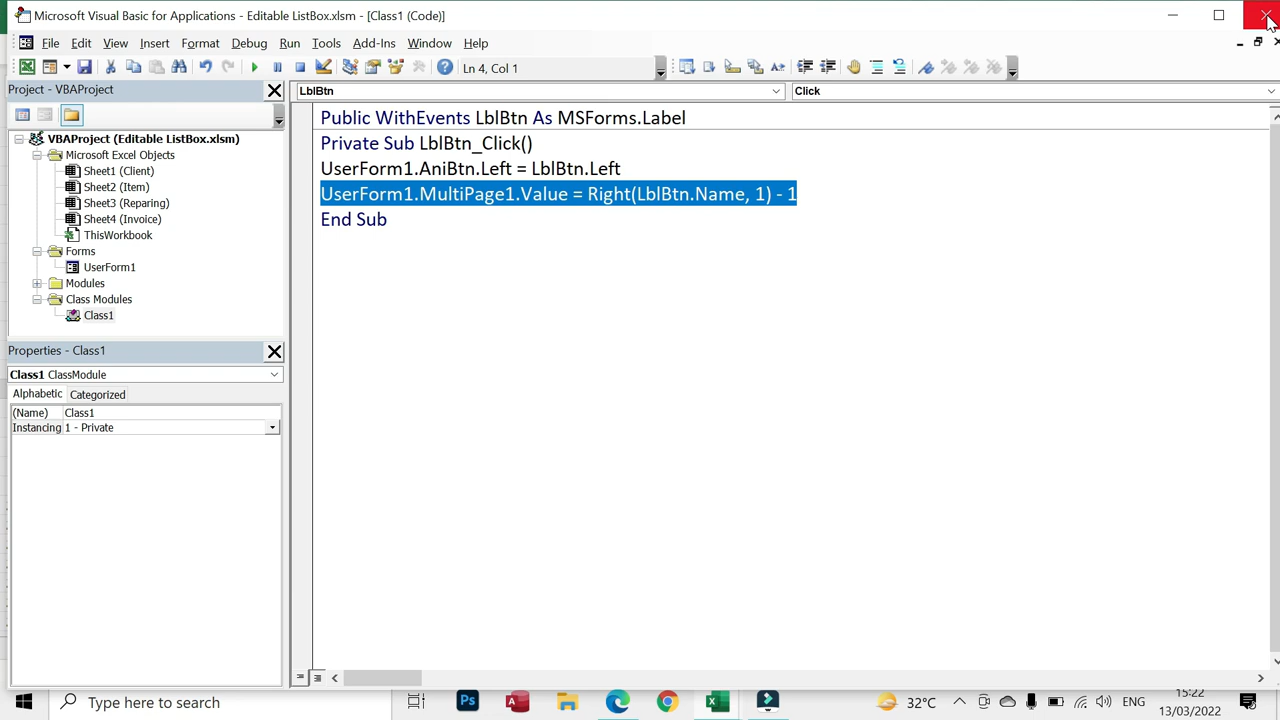 Microsoft Visual Basic for Applications - Editable ListBox.xlsm - [Class1 (Code)]
File Edit View Insert Format Debug Run Tools Add-Ins Window Help
Ln 4, Col 1
Project - VBAProject
LblBtn
Click
VBAProject (Editable ListBox.xlsm)
Microsoft Excel Objects
Sheet1 (Client)
Sheet2 (Item)
Sheet3 (Reparing)
Sheet4 (Invoice)
ThisWorkbook
Forms
UserForm1
Modules
Class Modules
Class1
Public WithEvents LblBtn As MSForms.Label
Private Sub LblBtn_Click()
UserForm1.AniBtn.Left = LblBtn.Left
UserForm1.MultiPage1.Value = Right(LblBtn.Name, 1) - 1
End Sub
Properties - Class1
Class1 ClassModule
Alphabetic Categorized
(Name) Class1
Instancing 1 - Private
Type here to search
Ps
32°C
ENG
15:22
13/03/2022